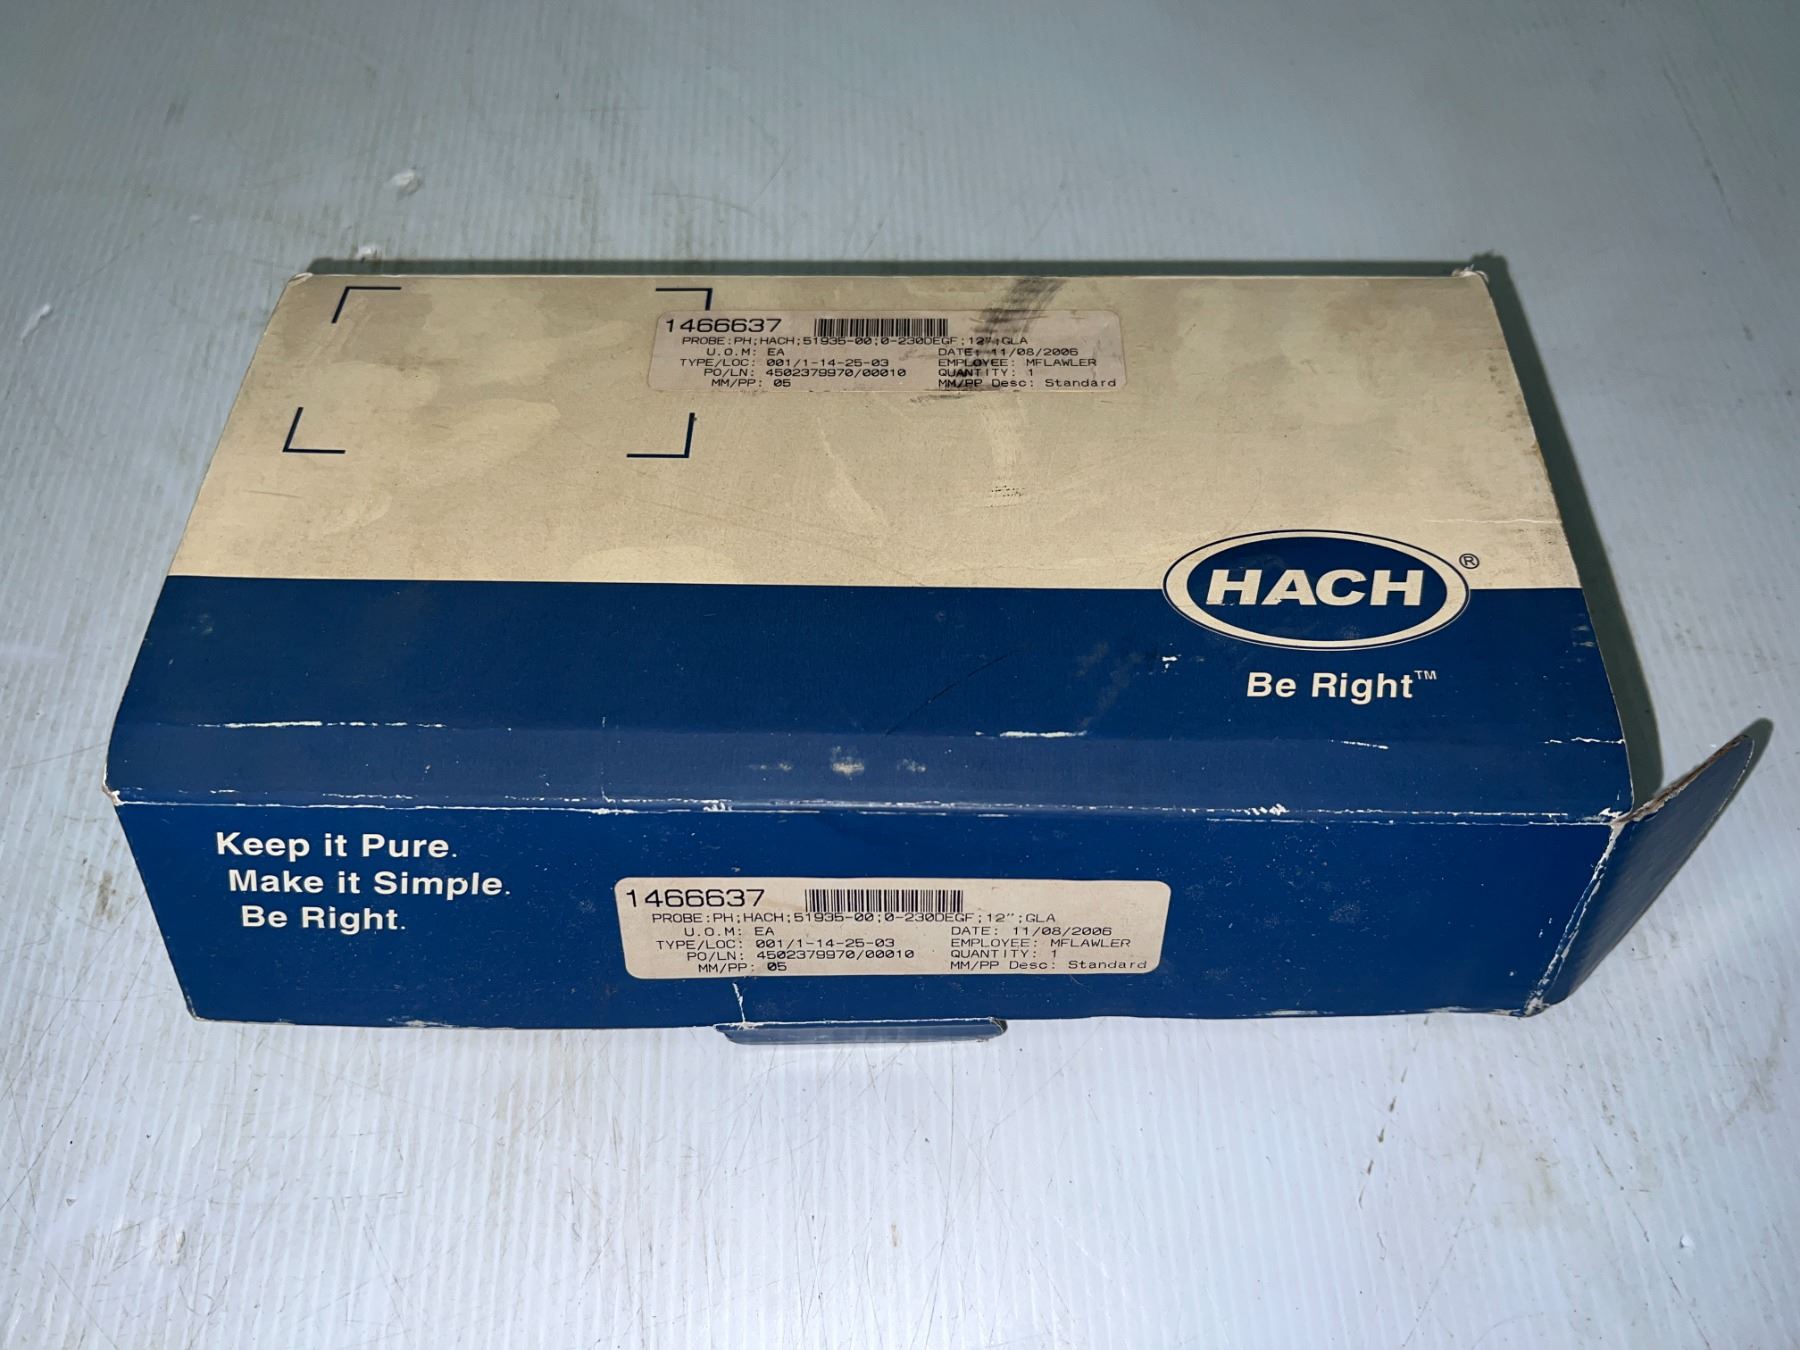 1466637
PROBE:PH;HACH;51935-00;0-230DEGF;12";GLA
U.O.M: EA DATE: 11/08/2006
TYPE/LOC: 001/1-14-25-03 EMPLOYEE: MFLAWLER
PO/LN: 4502379970/00010 QUANTITY: 1
MM/PP: 05 MM/PP Desc: Standard
HACH®
Be Right™
Keep it Pure.
Make it Simple.
Be Right.
1466637
PROBE:PH;HACH;51935-00;0-230DEGF;12";GLA
U.O.M: EA DATE: 11/08/2006
TYPE/LOC: 001/1-14-25-03 EMPLOYEE: MFLAWLER
PO/LN: 4502379970/00010 QUANTITY: 1
MM/PP: 05 MM/PP Desc: Standard